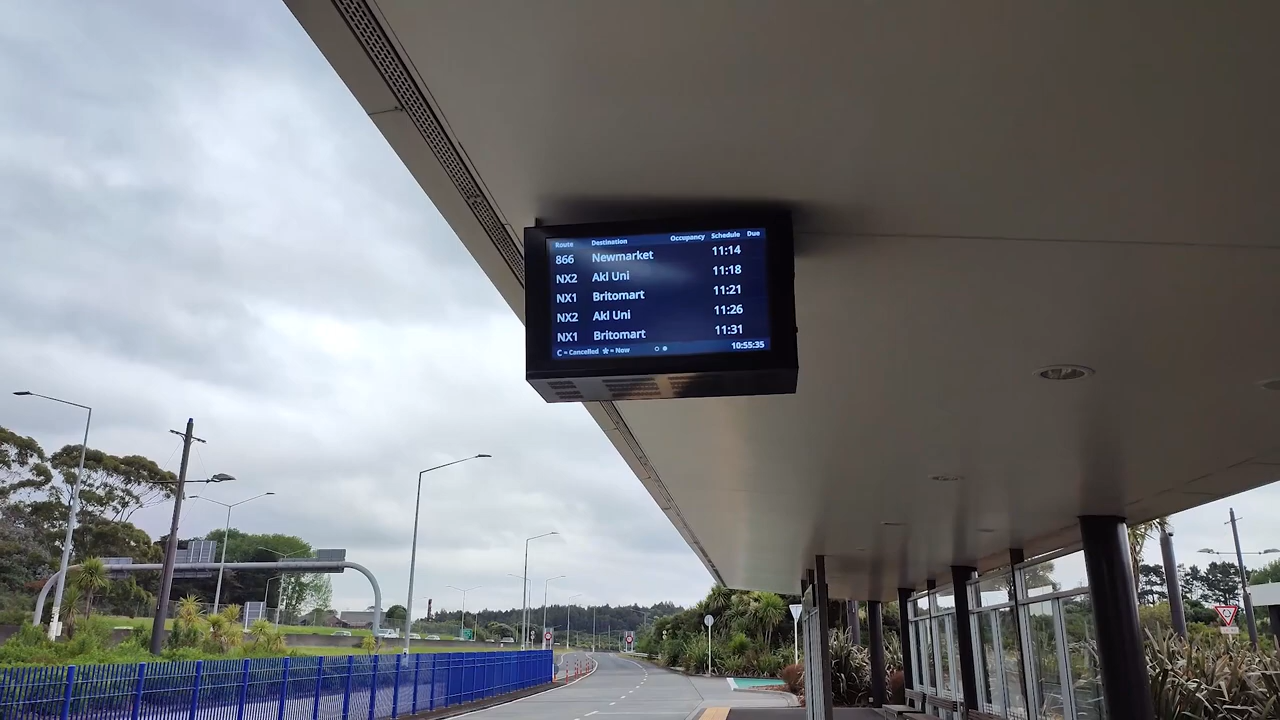 Route Destination Occupancy Schedule Due
866 Newmarket 11:14
NX2 Akl Uni 11:18
NX1 Britomart 11:21
NX2 Akl Uni 11:26
NX1 Britomart 11:31
C = Cancelled ★ = Now 10:55:35